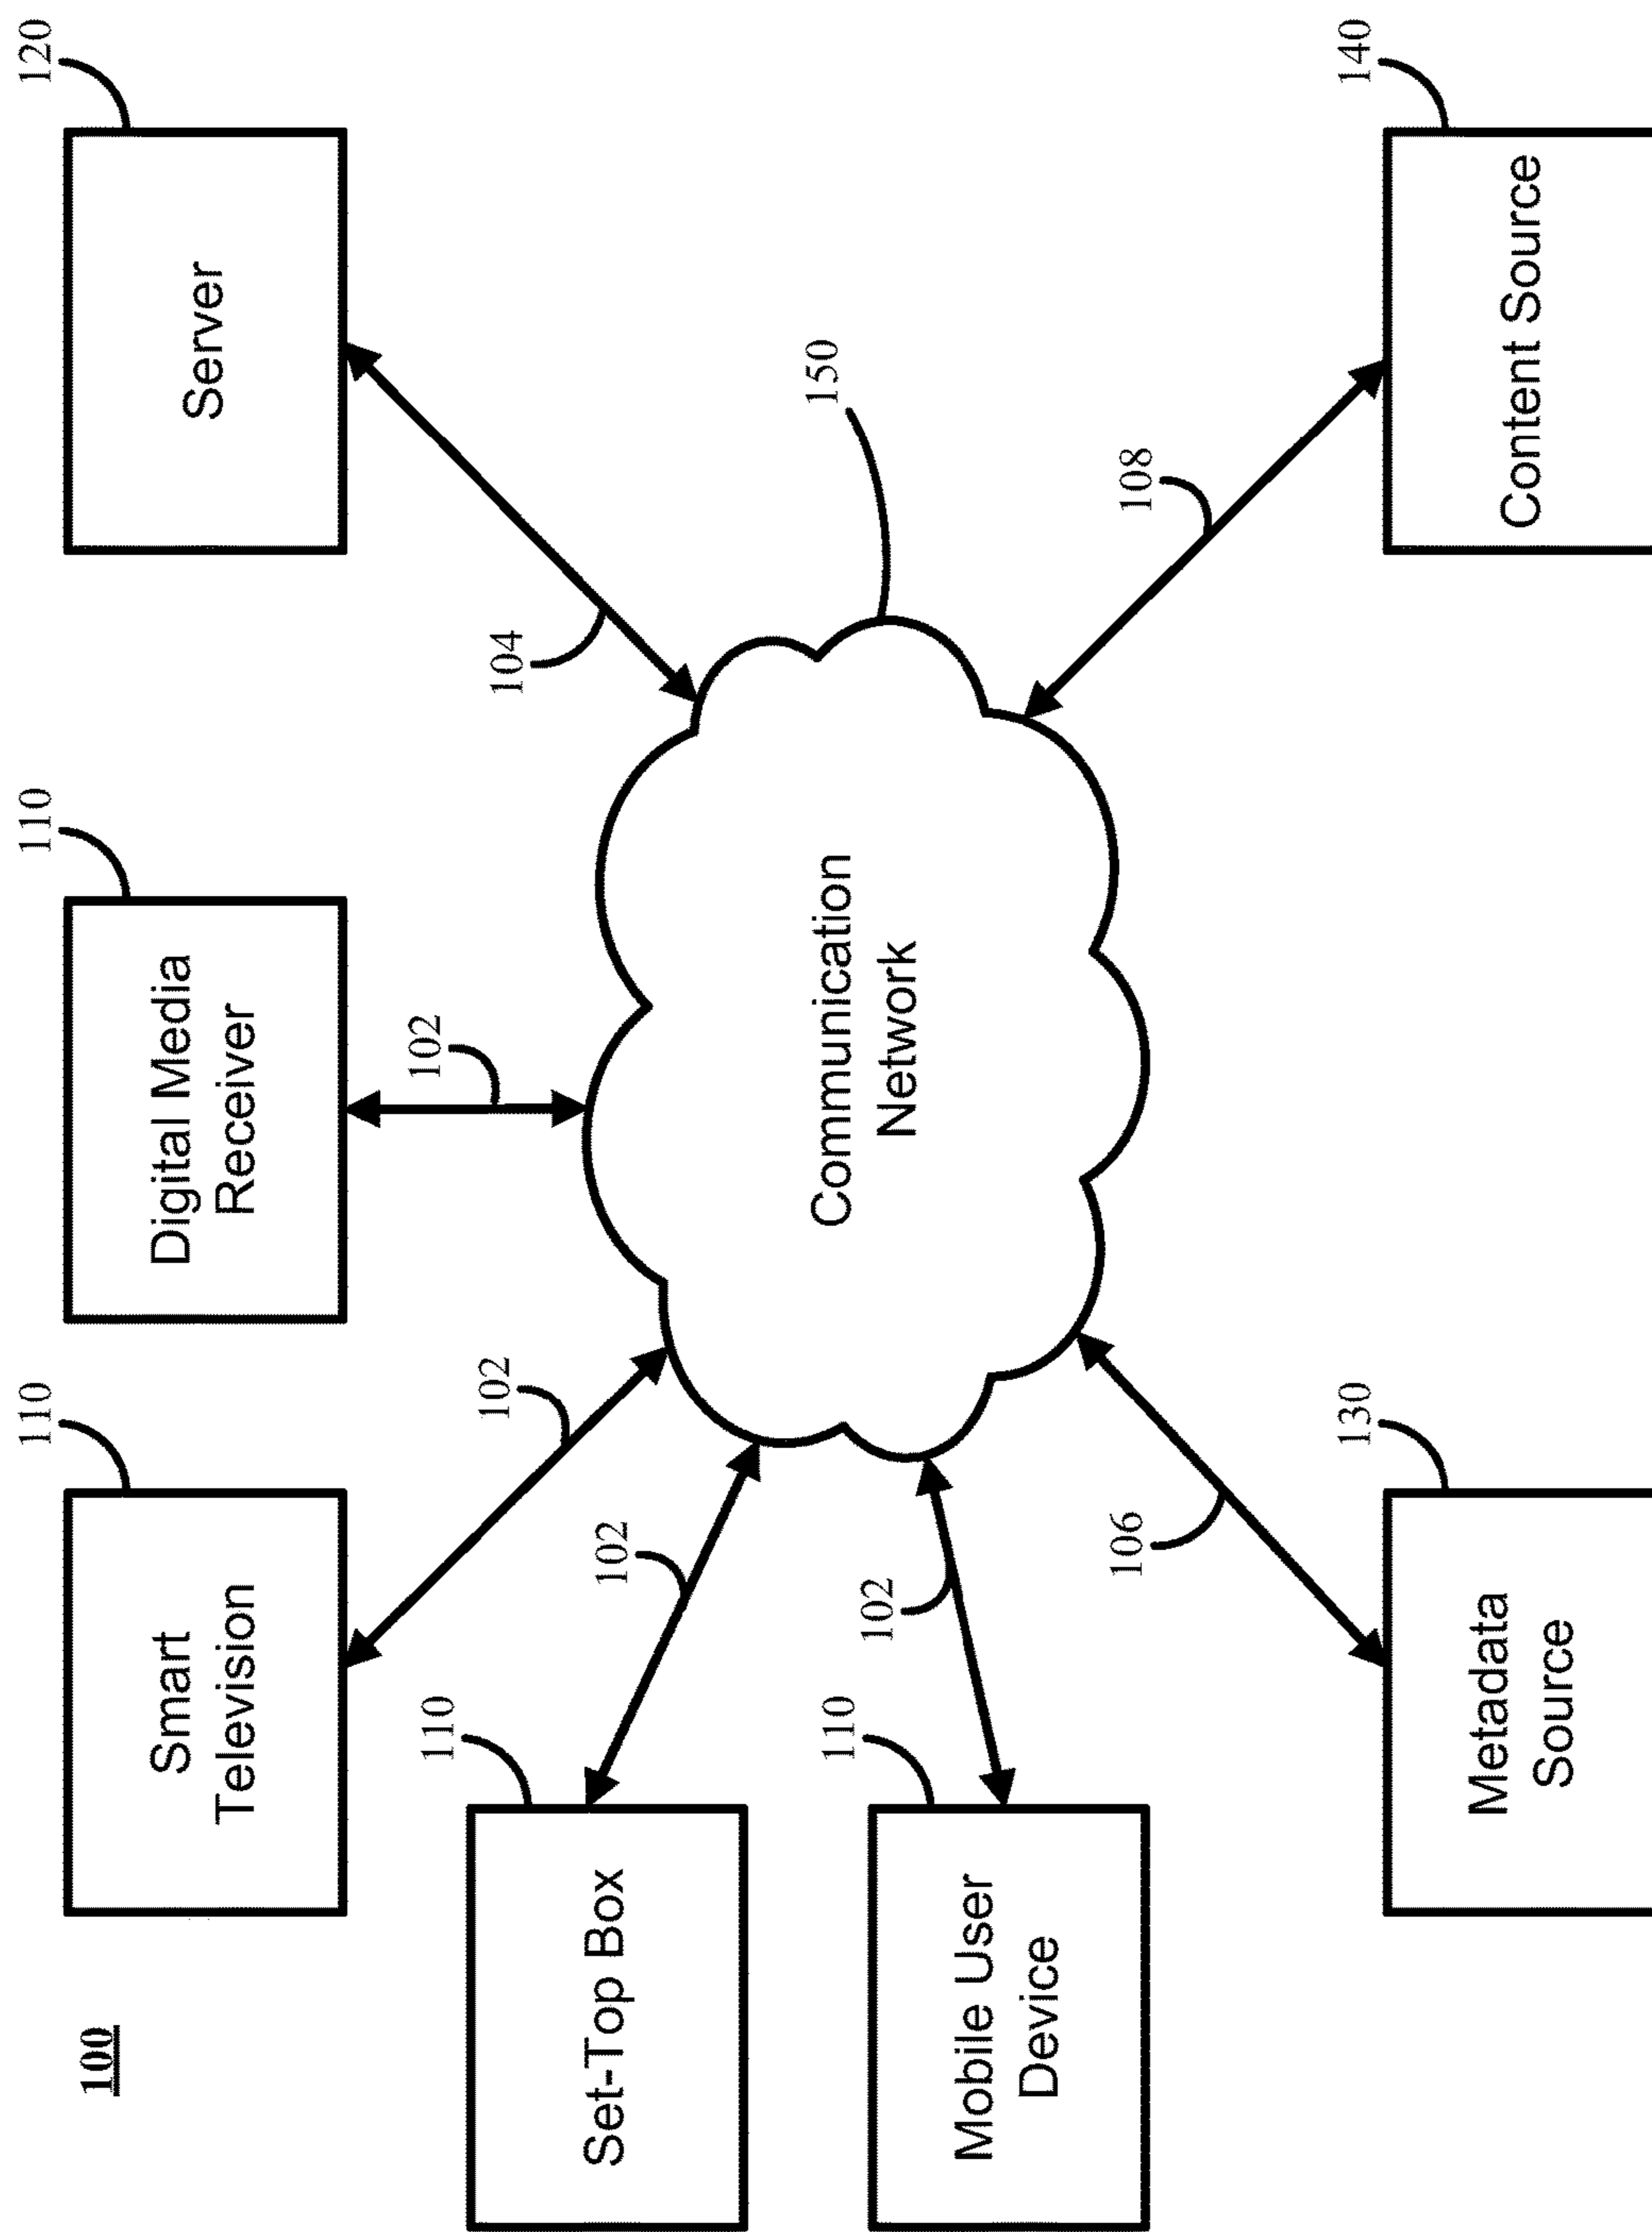 100
110
Smart
Television
110
Digital Media
Receiver
120
Server
102
102
104
110
Set-Top Box
102
150
Communication
Network
110
Mobile User
Device
102
106
108
130
Metadata
Source
140
Content Source